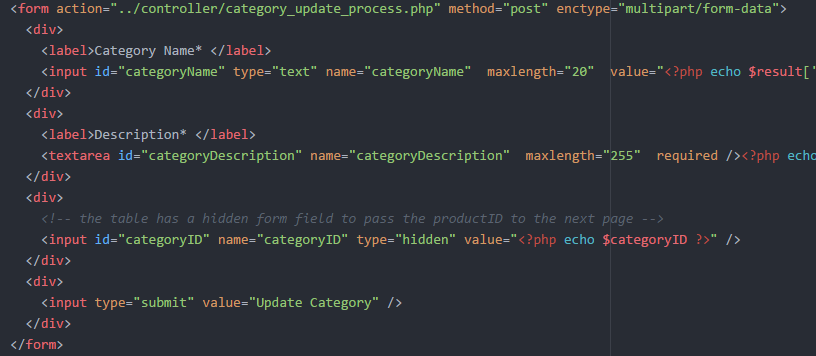 <form action="../controller/category_update_process.php" method="post" enctype="multipart/form-data">
<div>
<label>Category Name* </label>
<input id="categoryName" type="text" name="categoryName"  maxlength="20"  value="<?php echo $result['
</div>
<div>
<label>Description* </label>
<textarea id="categoryDescription" name="categoryDescription"  maxlength="255"  required /><?php echo
</div>
<div>
<!-- the table has a hidden form field to pass the productID to the next page -->
<input id="categoryID" name="categoryID" type="hidden" value="<?php echo $categoryID ?>" />
</div>
<div>
<input type="submit" value="Update Category" />
</div>
</form>